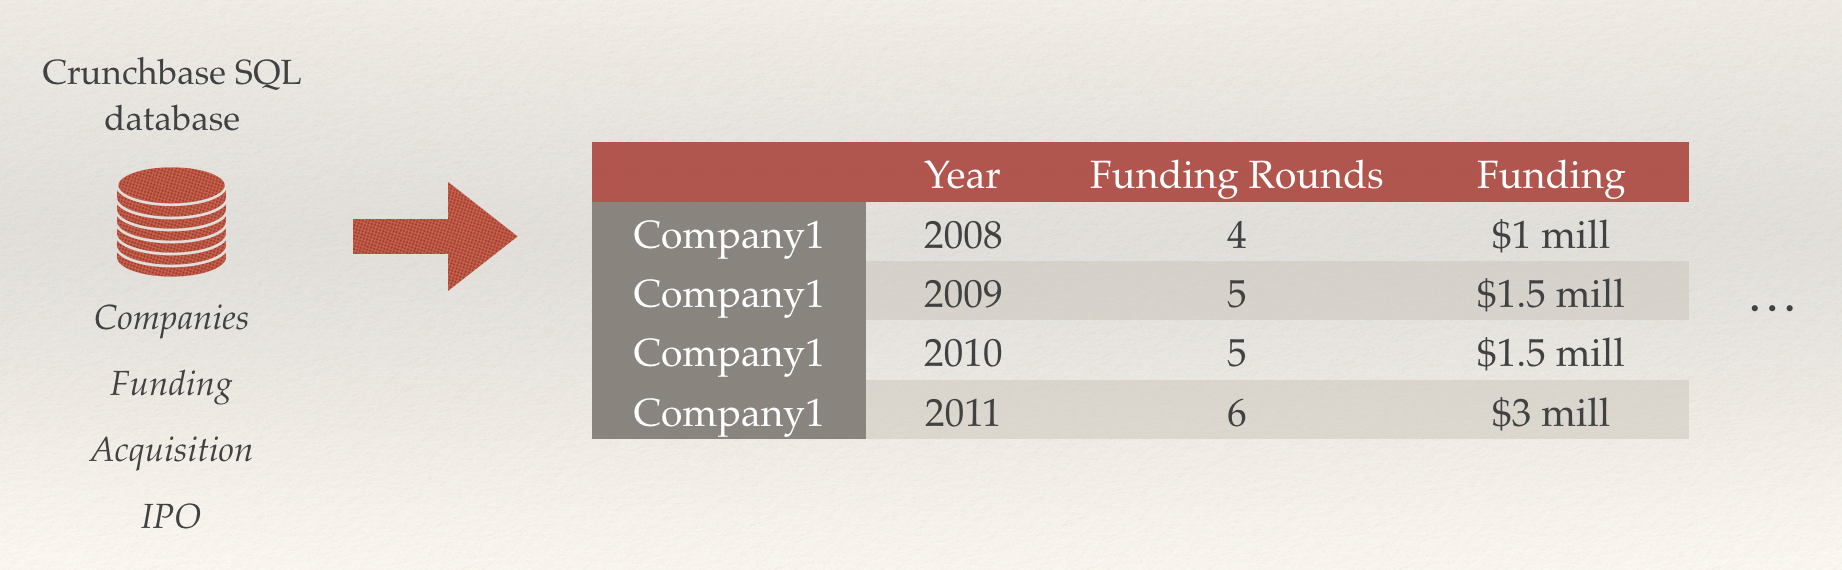 Crunchbase SQL
database
Companies
Funding
Acquisition
IPO
Year Funding Rounds Funding
Company1 2008 4 $1 mill
Company1 2009 5 $1.5 mill
Company1 2010 5 $1.5 mill
Company1 2011 6 $3 mill
...